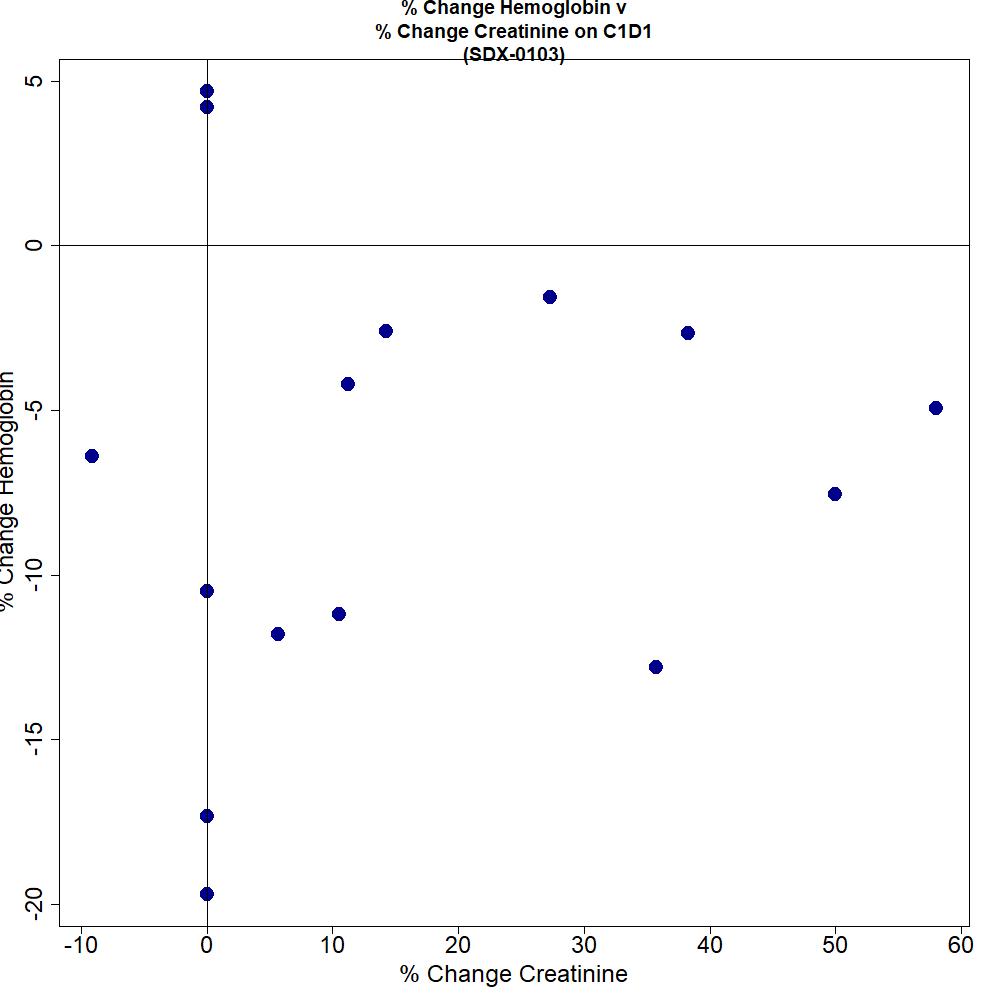 % Change Hemoglobin v
% Change Creatinine on C1D1
(SDX-0103)
5
0
-5
-10
-15
-20
% Change Hemoglobin
-10 0 10 20 30 40 50 60
% Change Creatinine